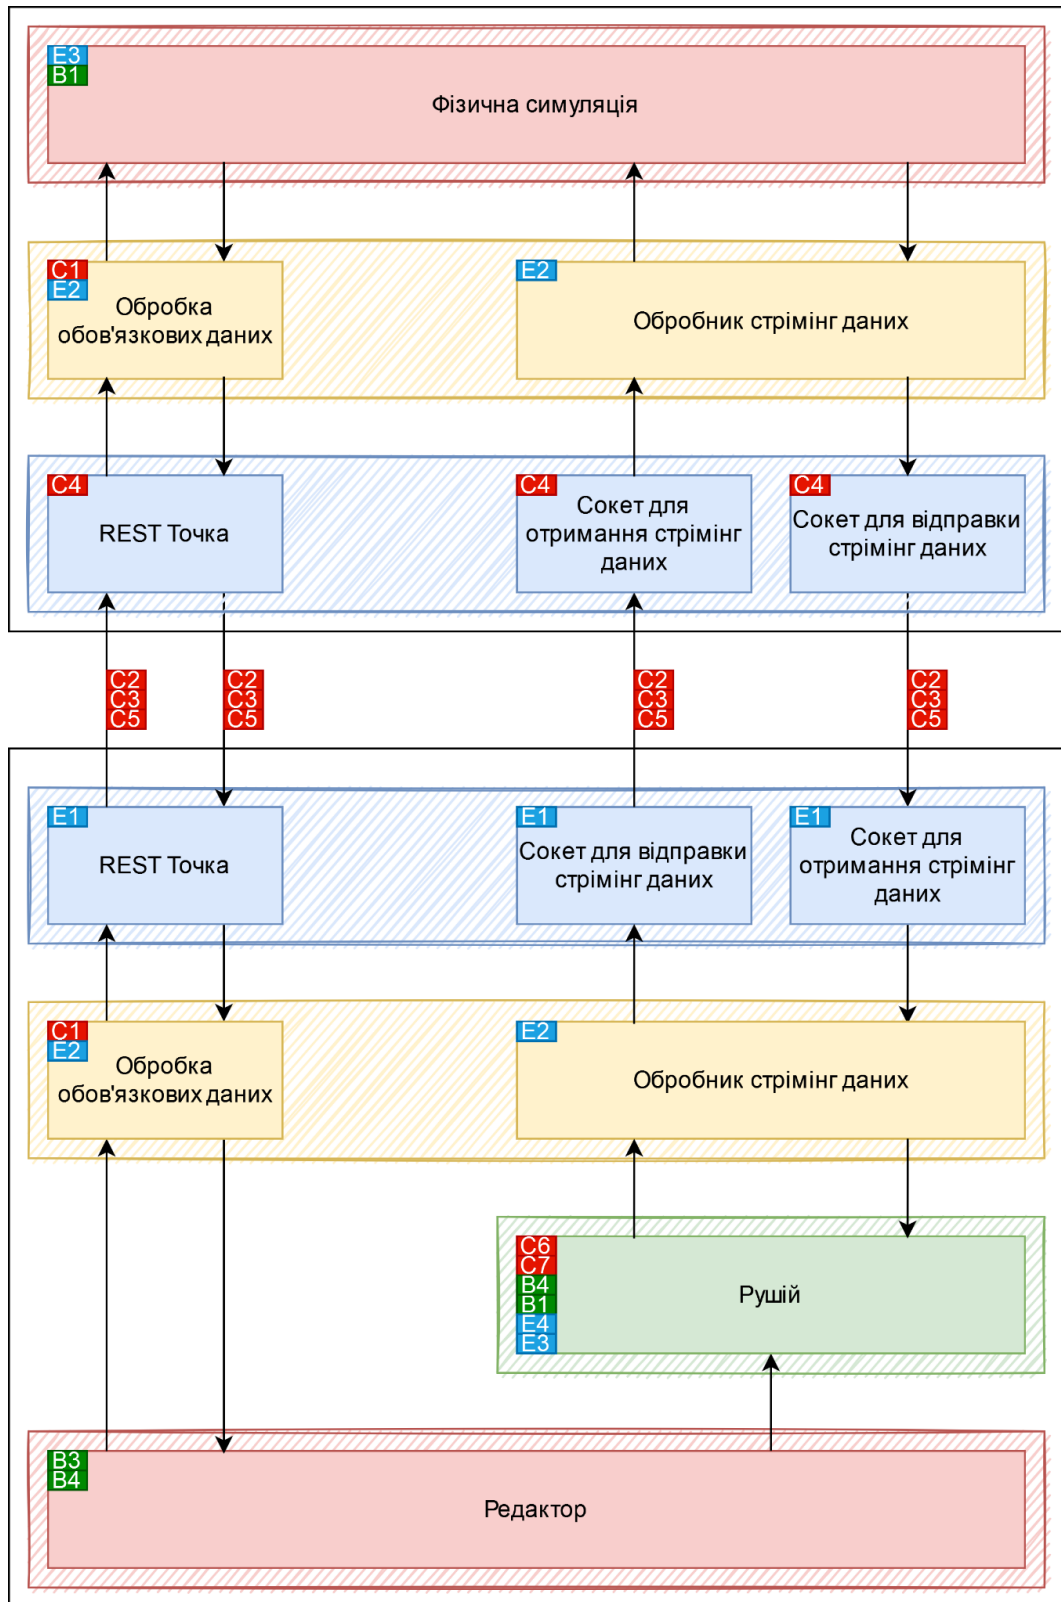 E3
B1
Фізична симуляція
C1
E2
Обробка
обов'язкових даних
E2
Обробник стрімінг даних
C4
REST Точка
C4
Сокет для
отримання стрімінг
даних
C4
Сокет для відправки
стрімінг даних
C2
C3
C5
C2
C3
C5
C2
C3
C5
C2
C3
C5
E1
REST Точка
E1
Сокет для відправки
стрімінг даних
E1
Сокет для
отримання стрімінг
даних
C1
E2
Обробка
обов'язкових даних
E2
Обробник стрімінг даних
C6
C7
B4
B1
E4
E3
Рушій
B3
B4
Редактор